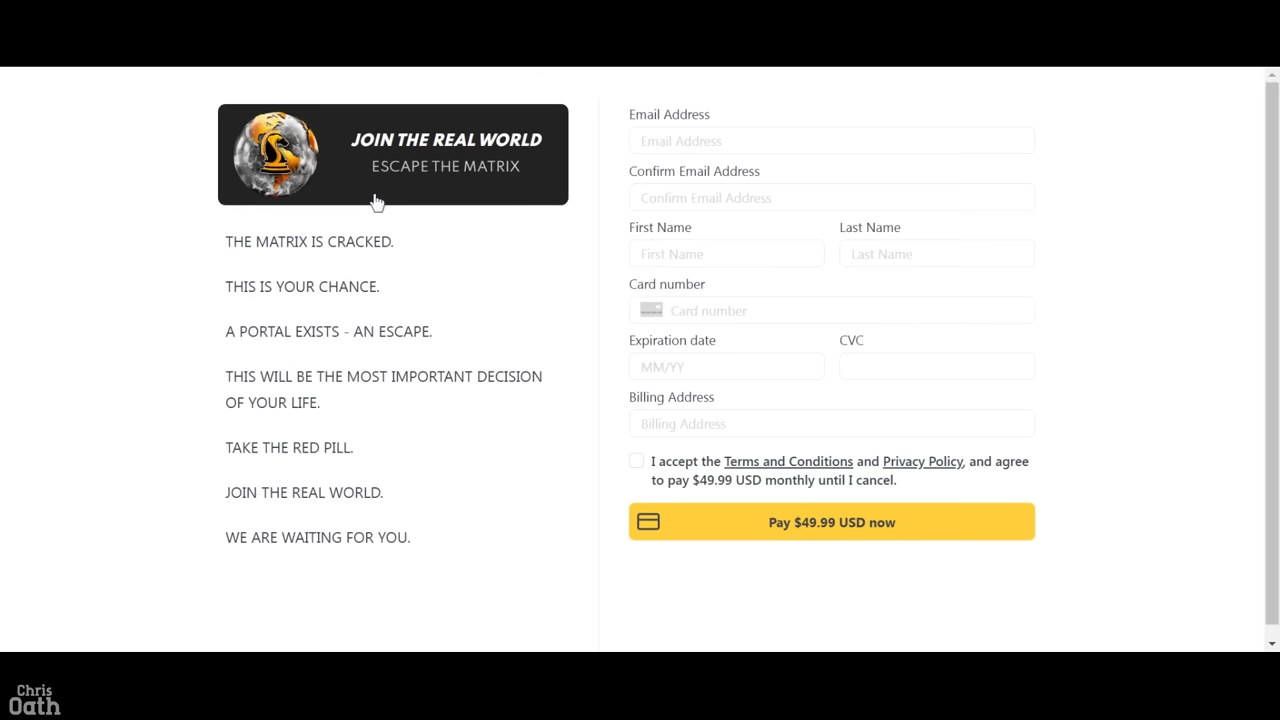 JOIN THE REAL WORLD
ESCAPE THE MATRIX
THE MATRIX IS CRACKED.
THIS IS YOUR CHANCE.
A PORTAL EXISTS - AN ESCAPE.
THIS WILL BE THE MOST IMPORTANT DECISION
OF YOUR LIFE.
TAKE THE RED PILL.
JOIN THE REAL WORLD.
WE ARE WAITING FOR YOU.
Email Address
Email Address
Confirm Email Address
Confirm Email Address
First Name Last Name
First Name Last Name
Card number
Card number
Expiration date CVC
MM/YY
Billing Address
Billing Address
I accept the Terms and Conditions and Privacy Policy, and agree
to pay $49.99 USD monthly until I cancel.
Pay $49.99 USD now
Chris
Oath